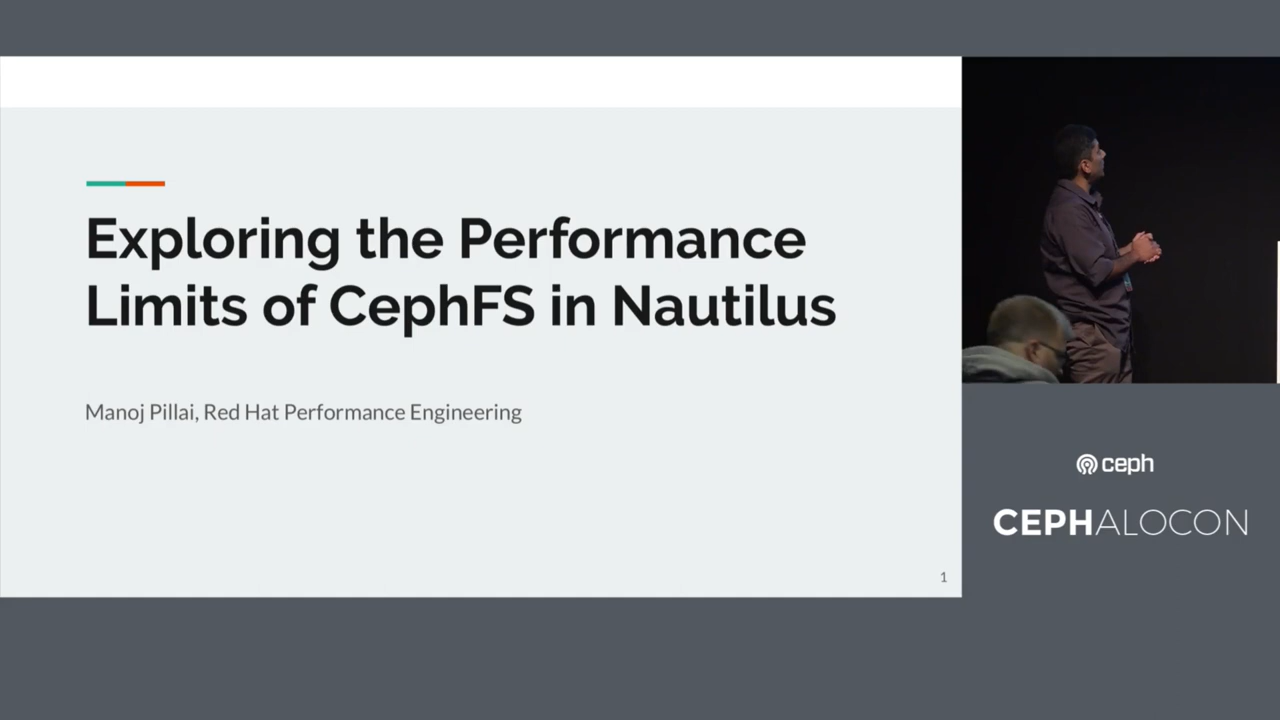 Exploring the Performance
Limits of CephFS in Nautilus
Manoj Pillai, Red Hat Performance Engineering
1
ceph
CEPHALOCON